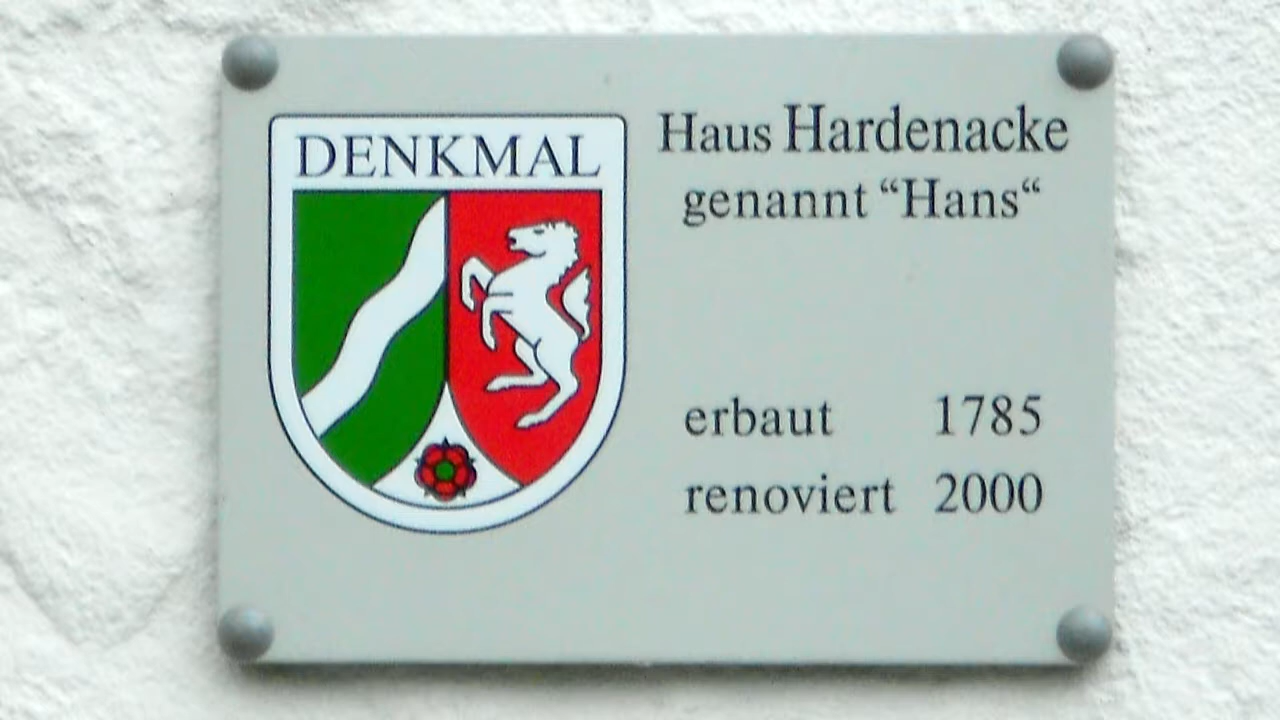 DENKMAL
Haus Hardenacke
genannt “Hans“
erbaut 1785
renoviert 2000